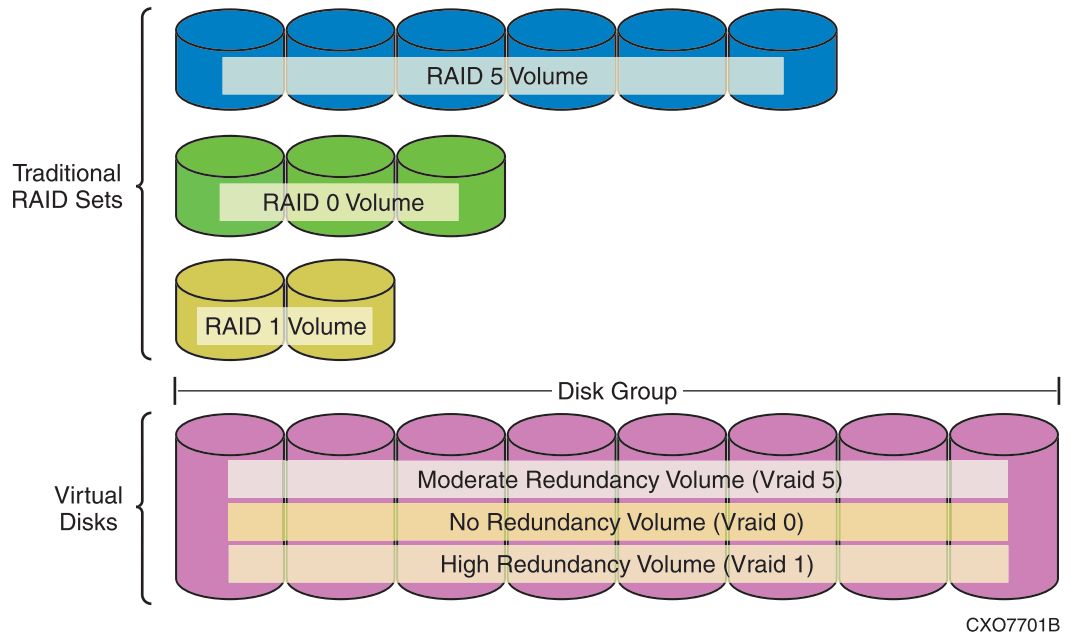 RAID 5 Volume
Traditional
RAID Sets
RAID 0 Volume
RAID 1 Volume
Disk Group
Virtual
Disks
Moderate Redundancy Volume (Vraid 5)
No Redundancy Volume (Vraid 0)
High Redundancy Volume (Vraid 1)
CXO7701B